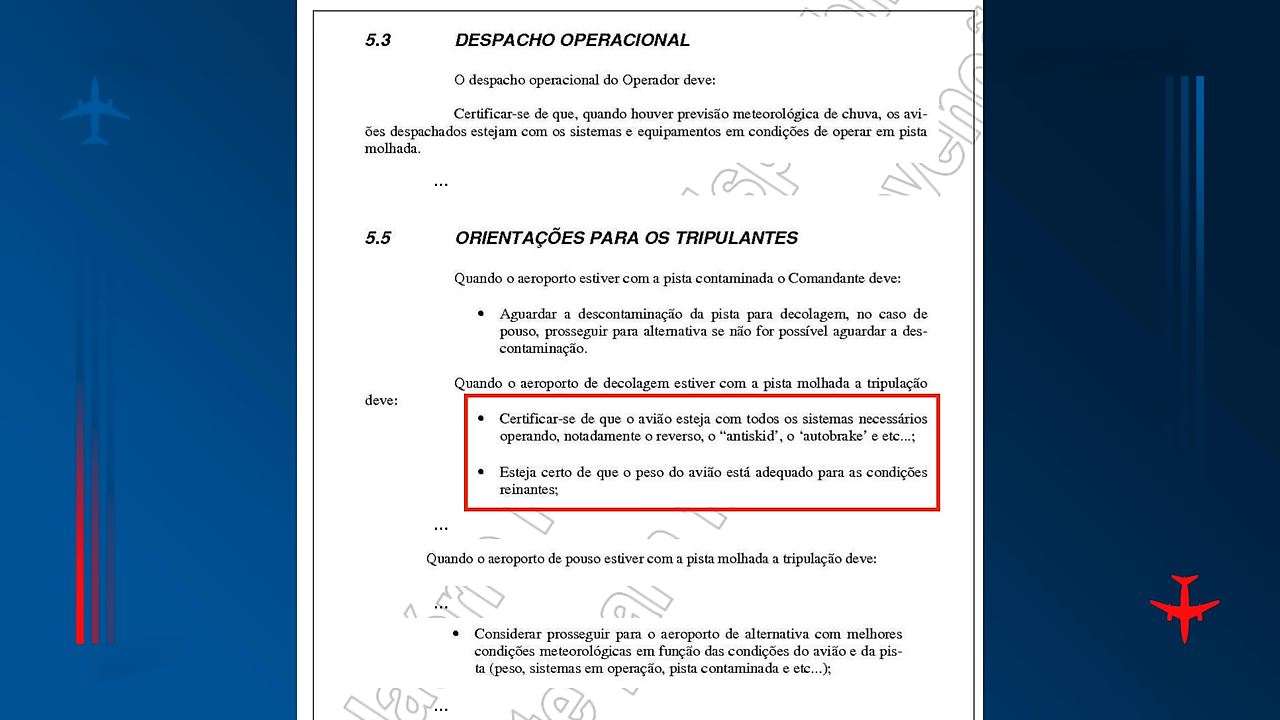 5.3 DESPACHO OPERACIONAL
O despacho operacional do Operador deve:
Certificar-se de que, quando houver previsão meteorológica de chuva, os avi-
ões despachados estejam com os sistemas e equipamentos em condições de operar em pista
molhada.
...
5.5 ORIENTAÇÕES PARA OS TRIPULANTES
Quando o aeroporto estiver com a pista contaminada o Comandante deve:
• Aguardar a descontaminação da pista para decolagem, no caso de
pouso, prosseguir para alternativa se não for possível aguardar a des-
contaminação.
Quando o aeroporto de decolagem estiver com a pista molhada a tripulação
deve:
• Certificar-se de que o avião esteja com todos os sistemas necessários
operando, notadamente o reverso, o “antiskid’, o ‘autobrake’ e etc...;
• Esteja certo de que o peso do avião está adequado para as condições
reinantes;
...
Quando o aeroporto de pouso estiver com a pista molhada a tripulação deve:
...
• Considerar prosseguir para o aeroporto de alternativa com melhores
condições meteorológicas em função das condições do avião e da pis-
ta (peso, sistemas em operação, pista contaminada e etc...);
...